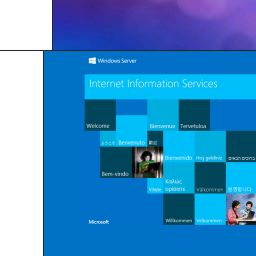 Windows Server
Internet Information Services
Welcome
Bienvenue
Tervetuloa
ようこそ
Benvenuto
歓迎
Bem-vindo
Bienvenido
Hoş geldiniz
ברוכים הבאים
Vítejte
Καλώς
ορίσατε
Välkommen
환영합니다
Willkommen
Velkommen
Microsoft